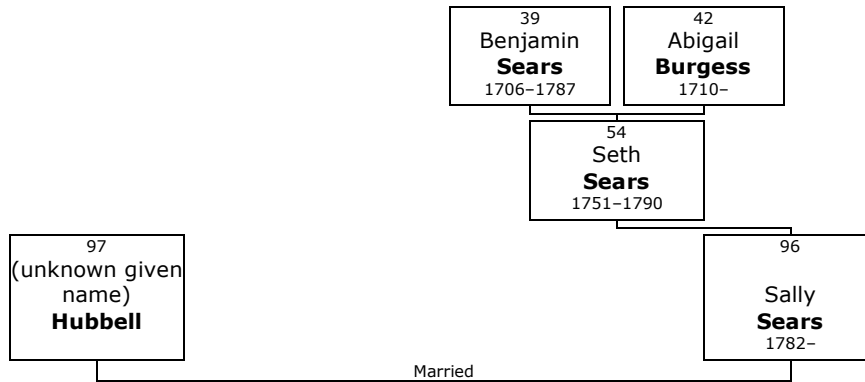 39
Benjamin
Sears
1706–1787
42
Abigail
Burgess
1710–
54
Seth
Sears
1751–1790
97
(unknown given
name)
Hubbell
96
Sally
Sears
1782–
Married